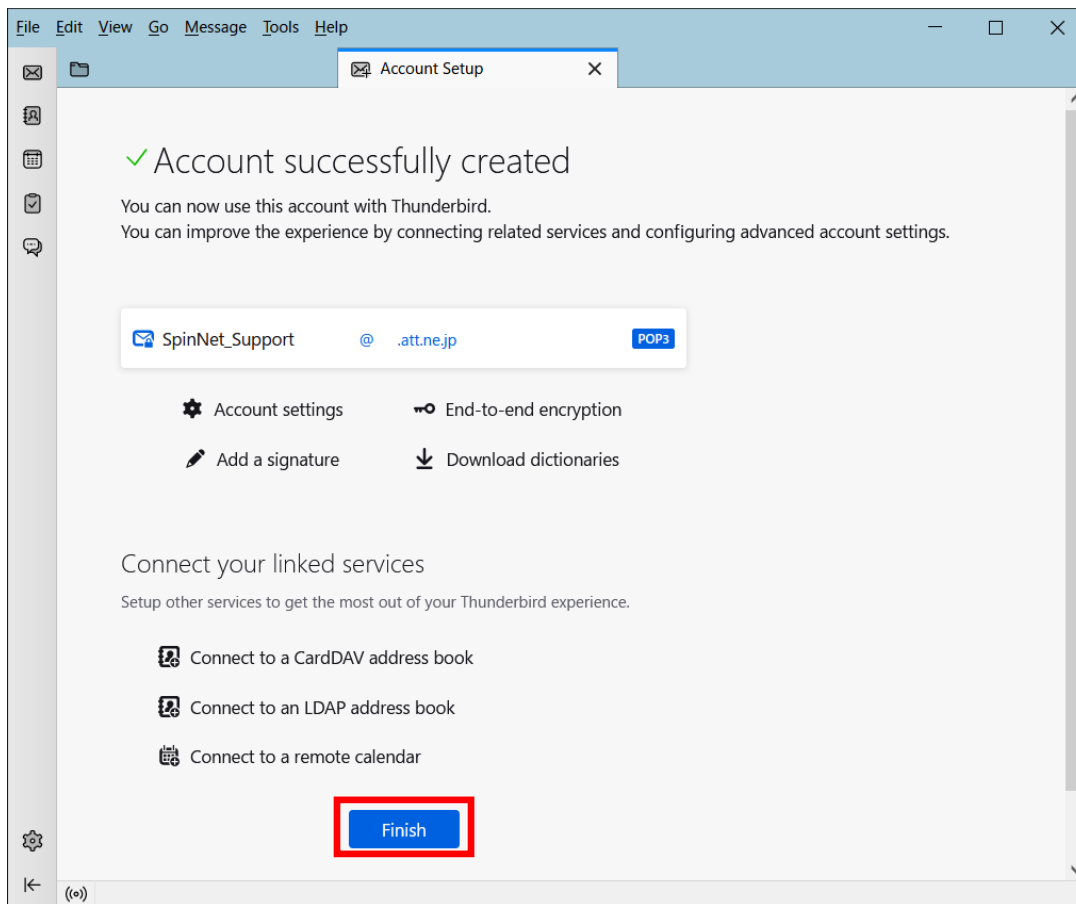 File Edit View Go Message Tools Help
Account Setup
Account successfully created
You can now use this account with Thunderbird.
You can improve the experience by connecting related services and configuring advanced account settings.
SpinNet_Support @ .att.ne.jp POP3
Account settings End-to-end encryption
Add a signature Download dictionaries
Connect your linked services
Setup other services to get the most out of your Thunderbird experience.
Connect to a CardDAV address book
Connect to an LDAP address book
Connect to a remote calendar
Finish